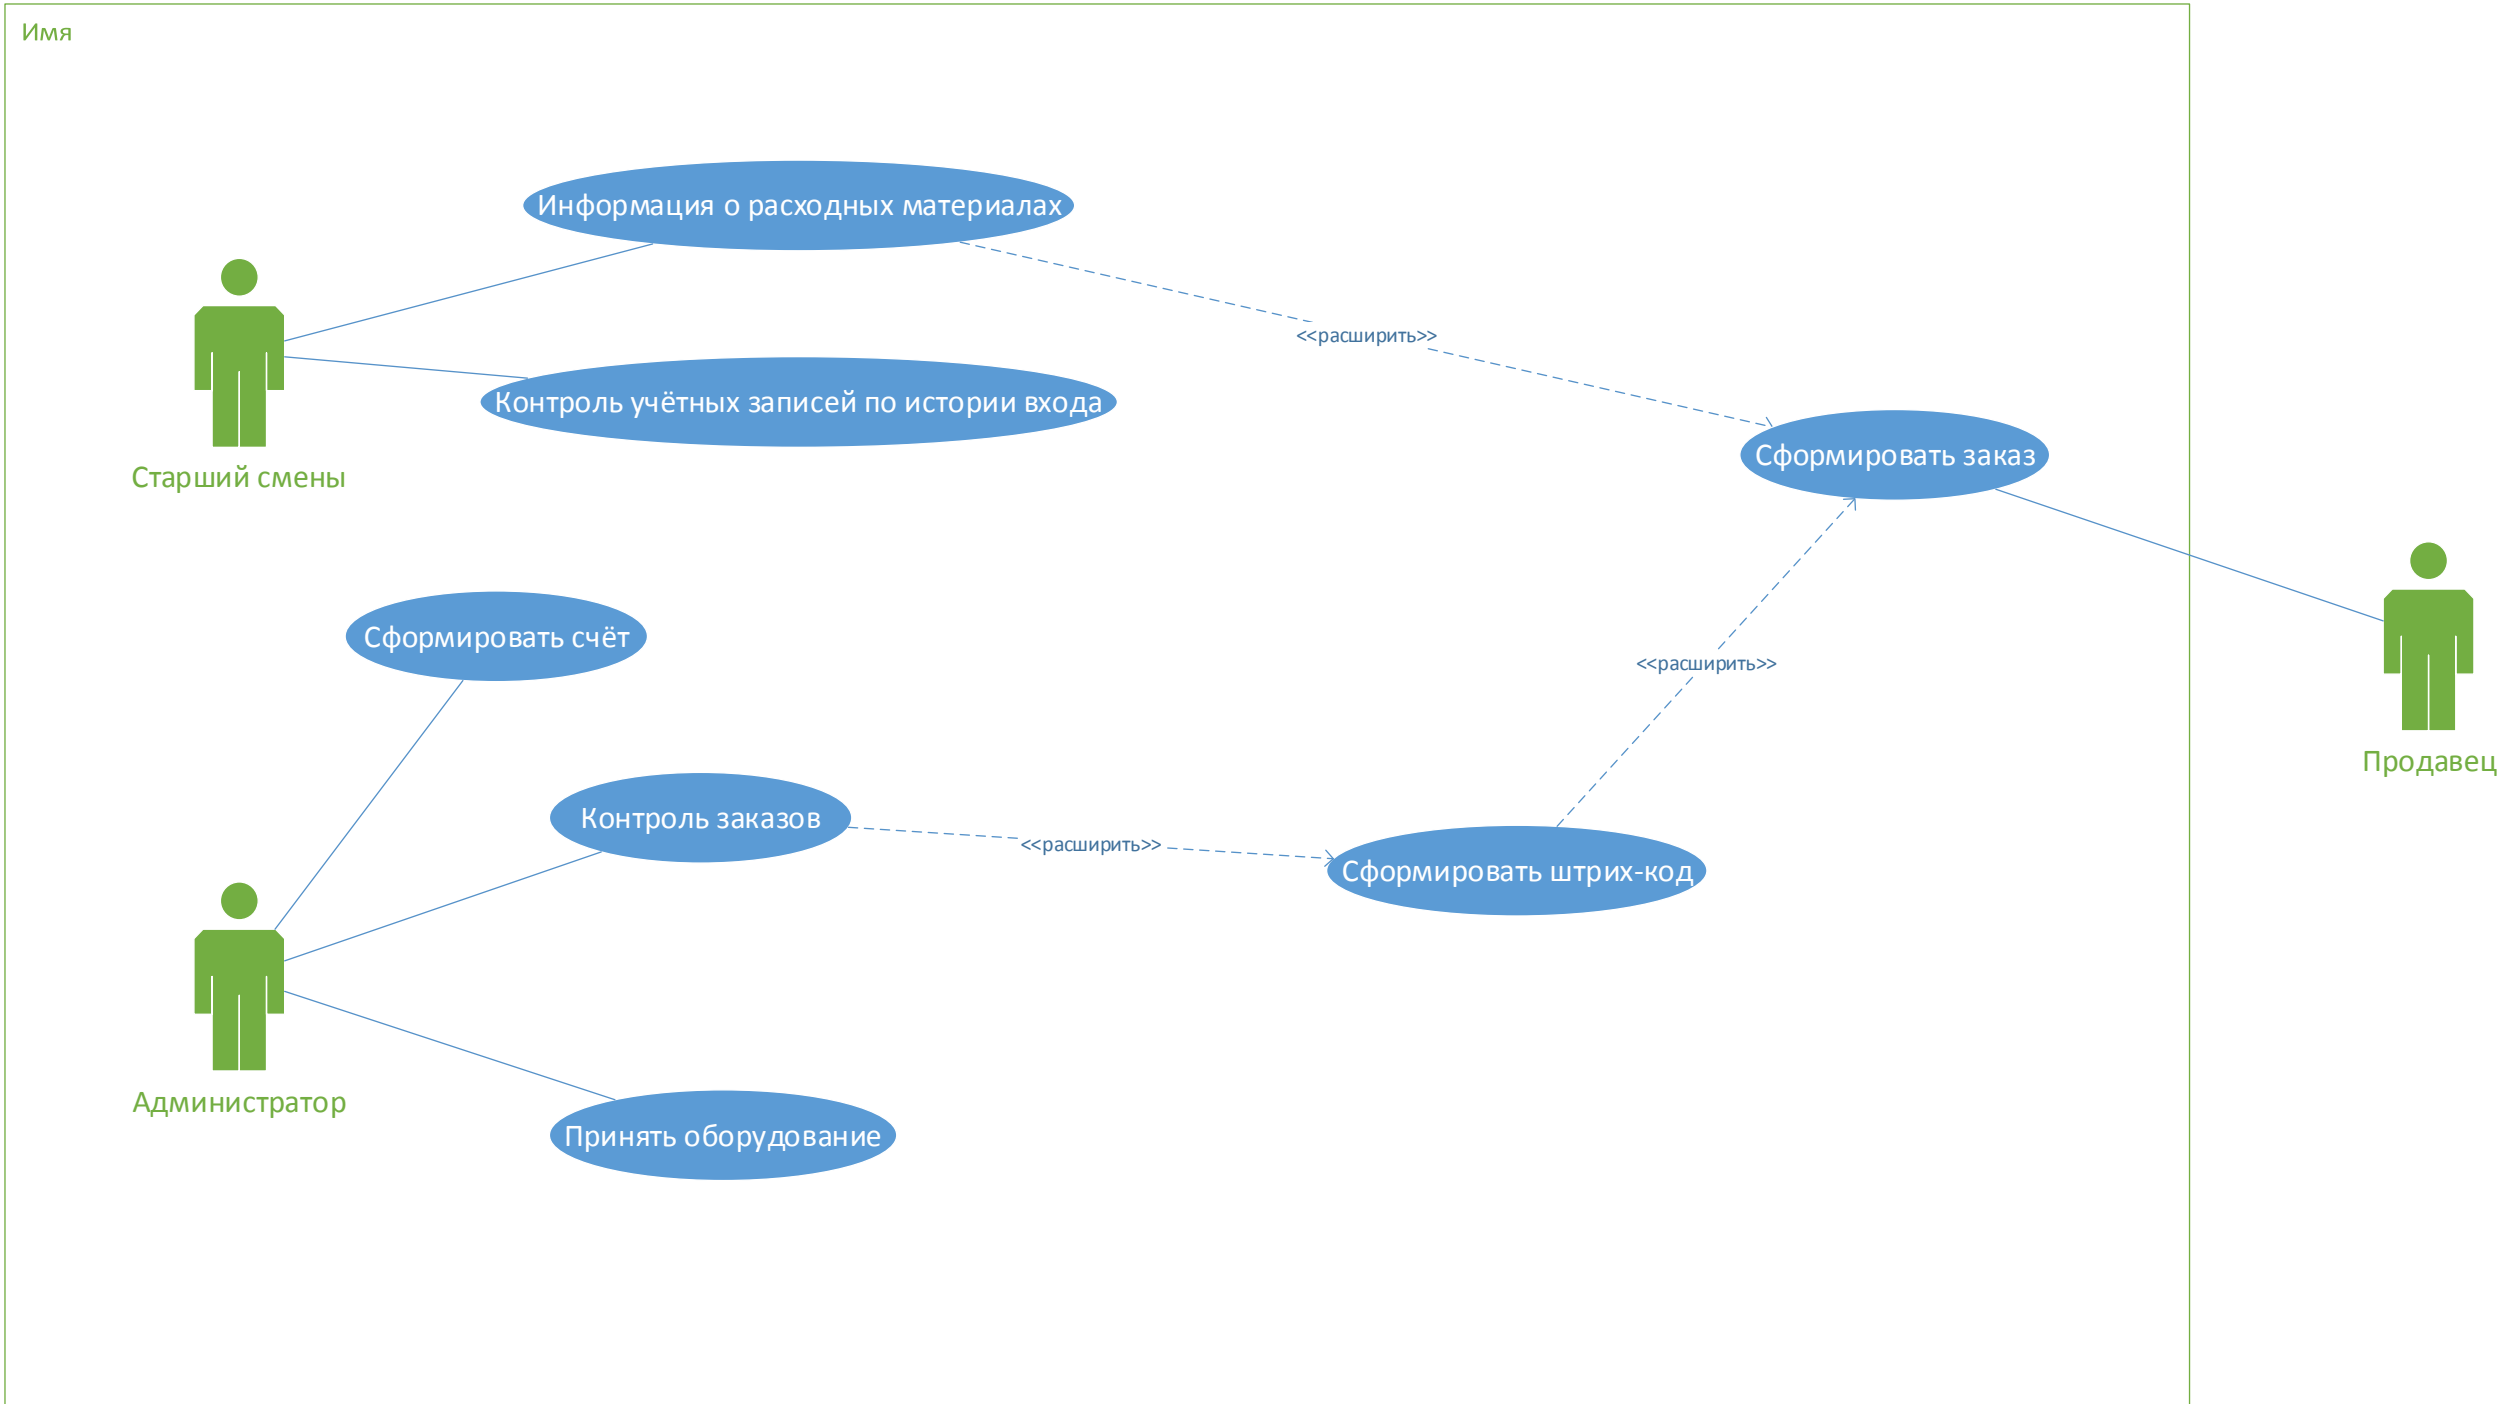 Имя
Информация о расходных материалах
<<расширить>>
Контроль учётных записей по истории входа
Сформировать заказ
Старший смены
Сформировать счёт
<<расширить>>
Продавец
Контроль заказов
<<расширить>>
Сформировать штрих-код
Администратор
Принять оборудование